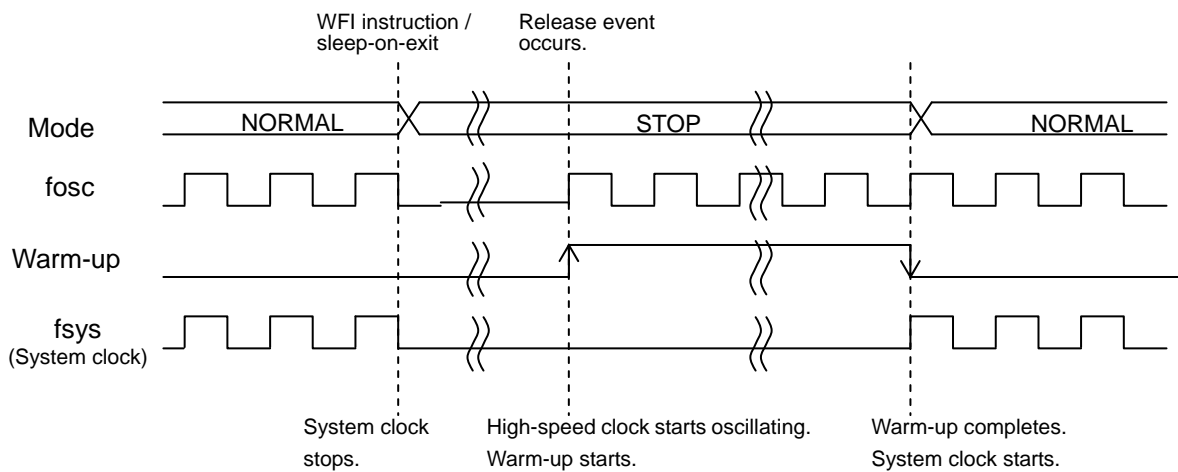 WFI instruction /
sleep-on-exit
Release event
occurs.
Mode
NORMAL
STOP
NORMAL
fosc
Warm-up
fsys
(System clock)
System clock
stops.
High-speed clock starts oscillating.
Warm-up starts.
Warm-up completes.
System clock starts.